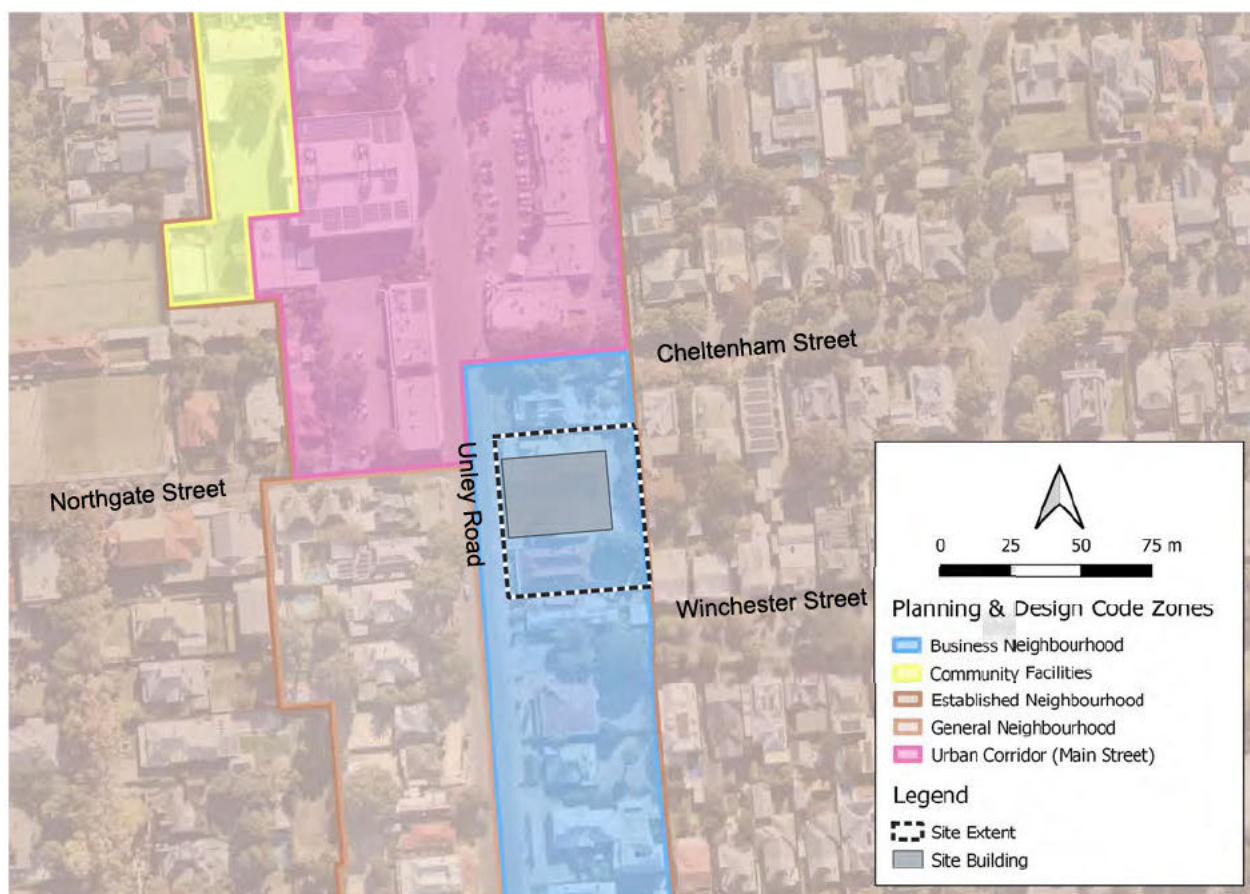 Cheltenham Street
Unley Road
Northgate Street
Winchester Street
0 25 50 75 m
Planning & Design Code Zones
Business Neighbourhood
Community Facilities
Established Neighbourhood
General Neighbourhood
Urban Corridor (Main Street)
Legend
Site Extent
Site Building